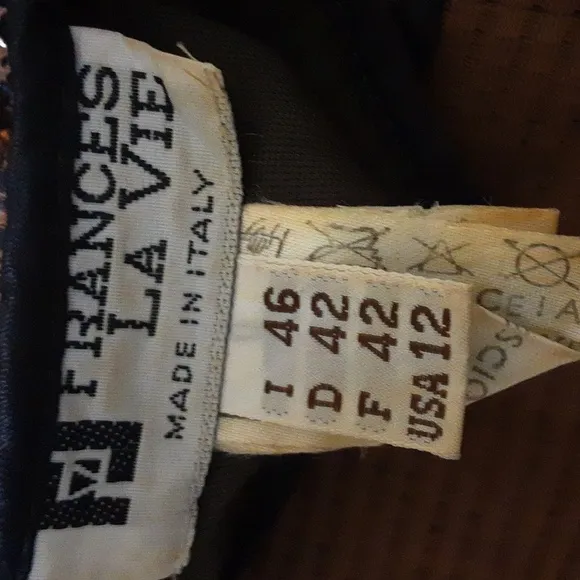 FRANCES
LA VIE
MADE IN ITALY
I 46
D 42
F 42
USA 12